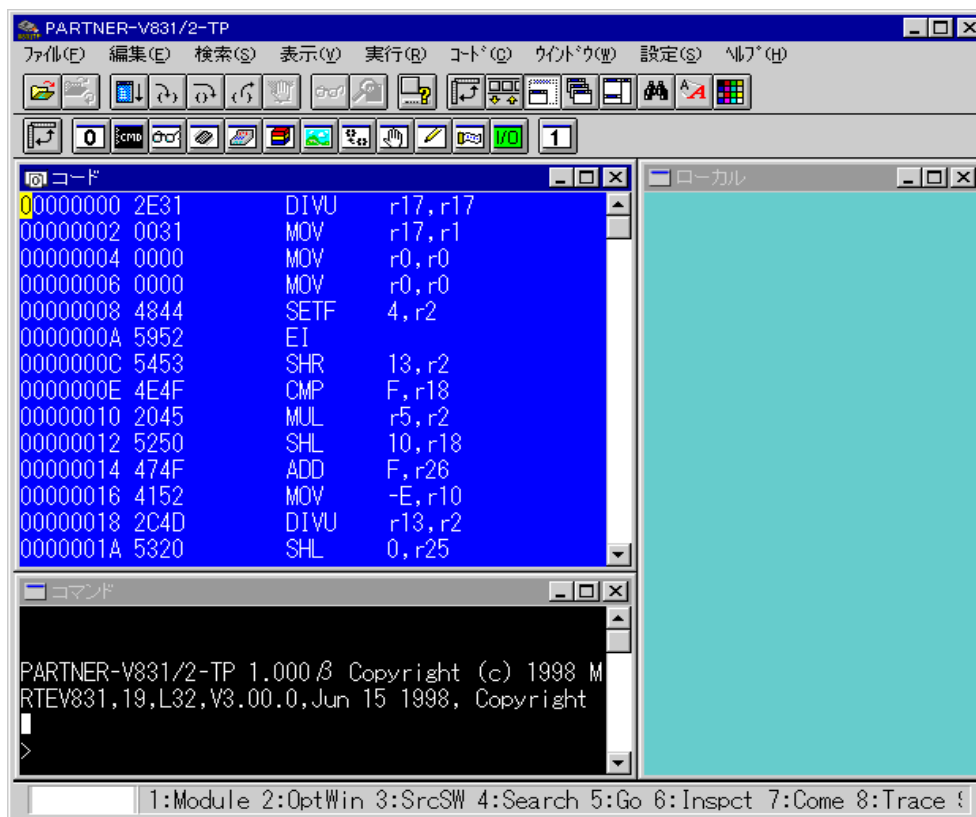 PARTNER-V831/2-TP
ﾌｧｲﾙ(F) 編集(E) 検索(S) 表示(V) 実行(R) ｺｰﾄﾞ(C) ｳｲﾝﾄﾞｳ(W) 設定(S) ﾍﾙﾌﾟ(H)
0 CMD I/O 1
コード
00000000 2E31 DIVU r17,r17
00000002 0031 MOV r17,r1
00000004 0000 MOV r0,r0
00000006 0000 MOV r0,r0
00000008 4844 SETF 4,r2
0000000A 5952 EI
0000000C 5453 SHR 13,r2
0000000E 4E4F CMP F,r18
00000010 2045 MUL r5,r2
00000012 5250 SHL 10,r18
00000014 474F ADD F,r26
00000016 4152 MOV -E,r10
00000018 2C4D DIVU r13,r2
0000001A 5320 SHL 0,r25
ローカル
コマンド
PARTNER-V831/2-TP 1.000β Copyright (c) 1998 M
RTEV831,19,L32,V3.00.0,Jun 15 1998, Copyright
>
1:Module 2:OptWin 3:SrcSW 4:Search 5:Go 6:Inspct 7:Come 8:Trace